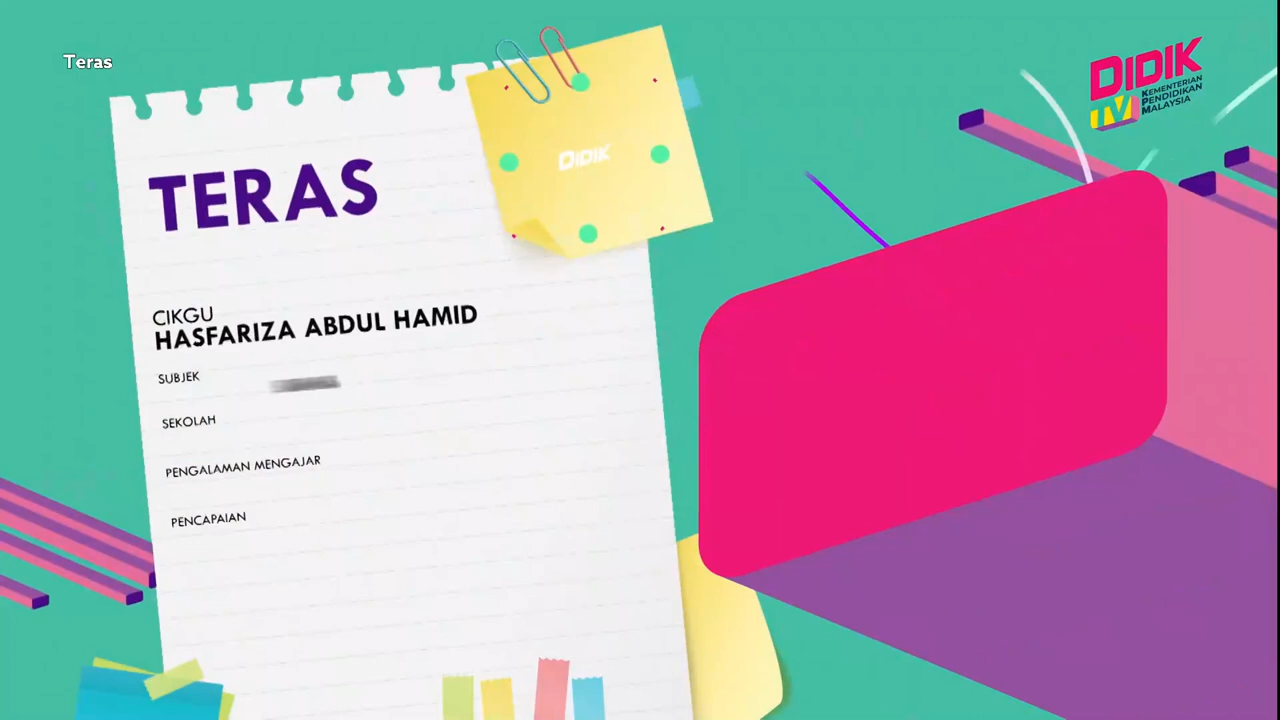 Teras
DIDIK
TV
KEMENTERIAN
PENDIDIKAN
MALAYSIA
DIDIK
TERAS
CIKGU
HASFARIZA ABDUL HAMID
SUBJEK
SEKOLAH
PENGALAMAN MENGAJAR
PENCAPAIAN